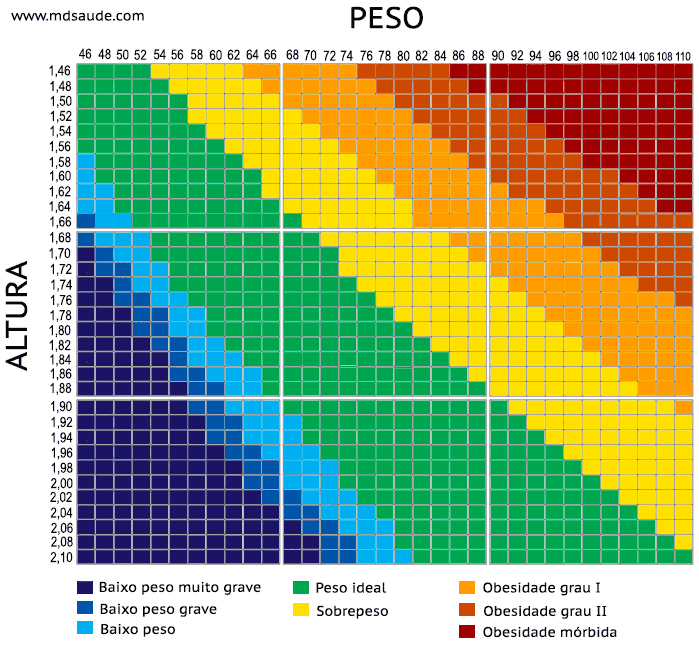 www.mdsaude.com
PESO
46 48 50 52 54 56 58 60 62 64 66 68 70 72 74 76 78 80 82 84 86 88 90 92 94 96 98 100 102 104 106 108 110
ALTURA
1,46
1,48
1,50
1,52
1,54
1,56
1,58
1,60
1,62
1,64
1,66
1,68
1,70
1,72
1,74
1,76
1,78
1,80
1,82
1,84
1,86
1,88
1,90
1,92
1,94
1,96
1,98
2,00
2,02
2,04
2,06
2,08
2,10
Baixo peso muito grave
Baixo peso grave
Baixo peso
Peso ideal
Sobrepeso
Obesidade grau I
Obesidade grau II
Obesidade mórbida